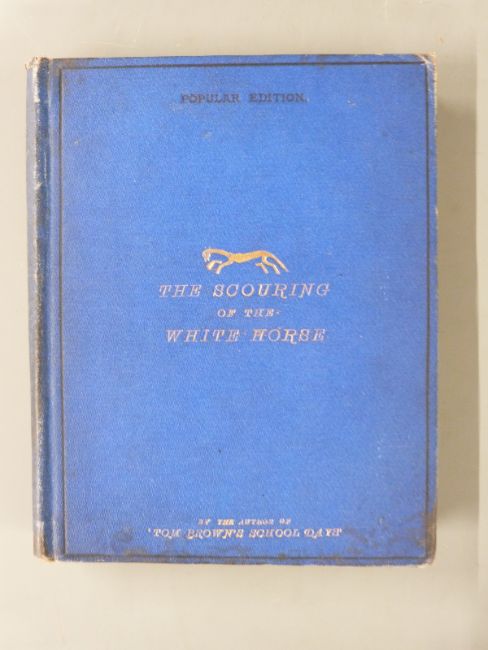 POPULAR EDITION.
THE SCOURING
OF THE
WHITE HORSE
BY THE AUTHOR OF
'TOM BROWN'S SCHOOL DAYS'